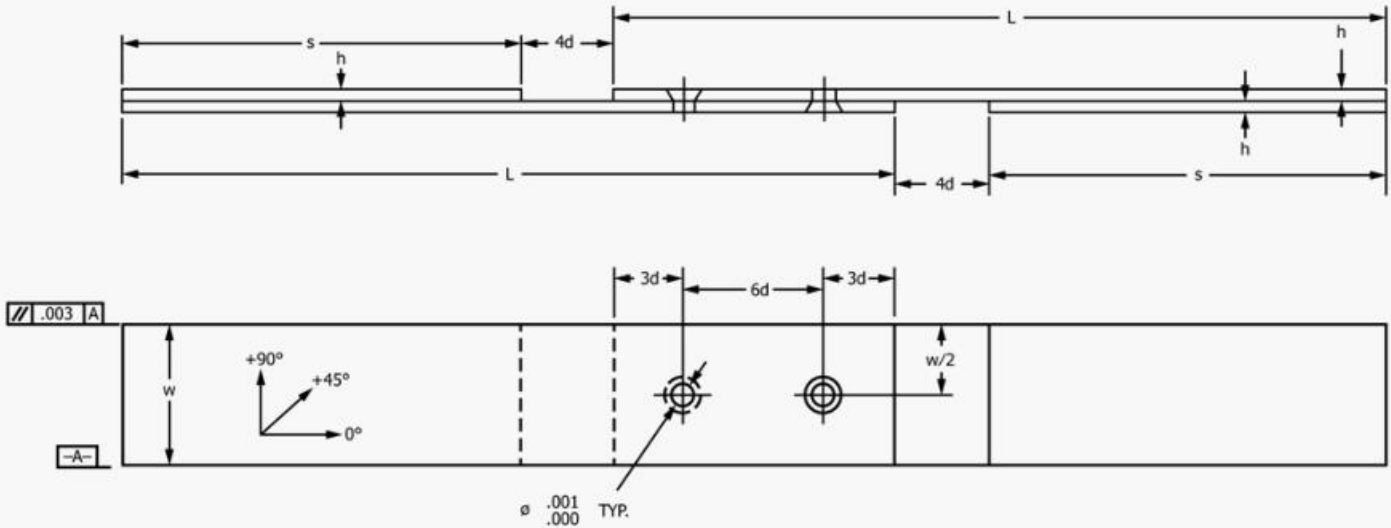 L
s
4d
h
h
h
L
4d
s
3d
6d
3d
// .003 A
w/2
+90°
+45°
w
0°
-A-
ø .001 TYP.
.000